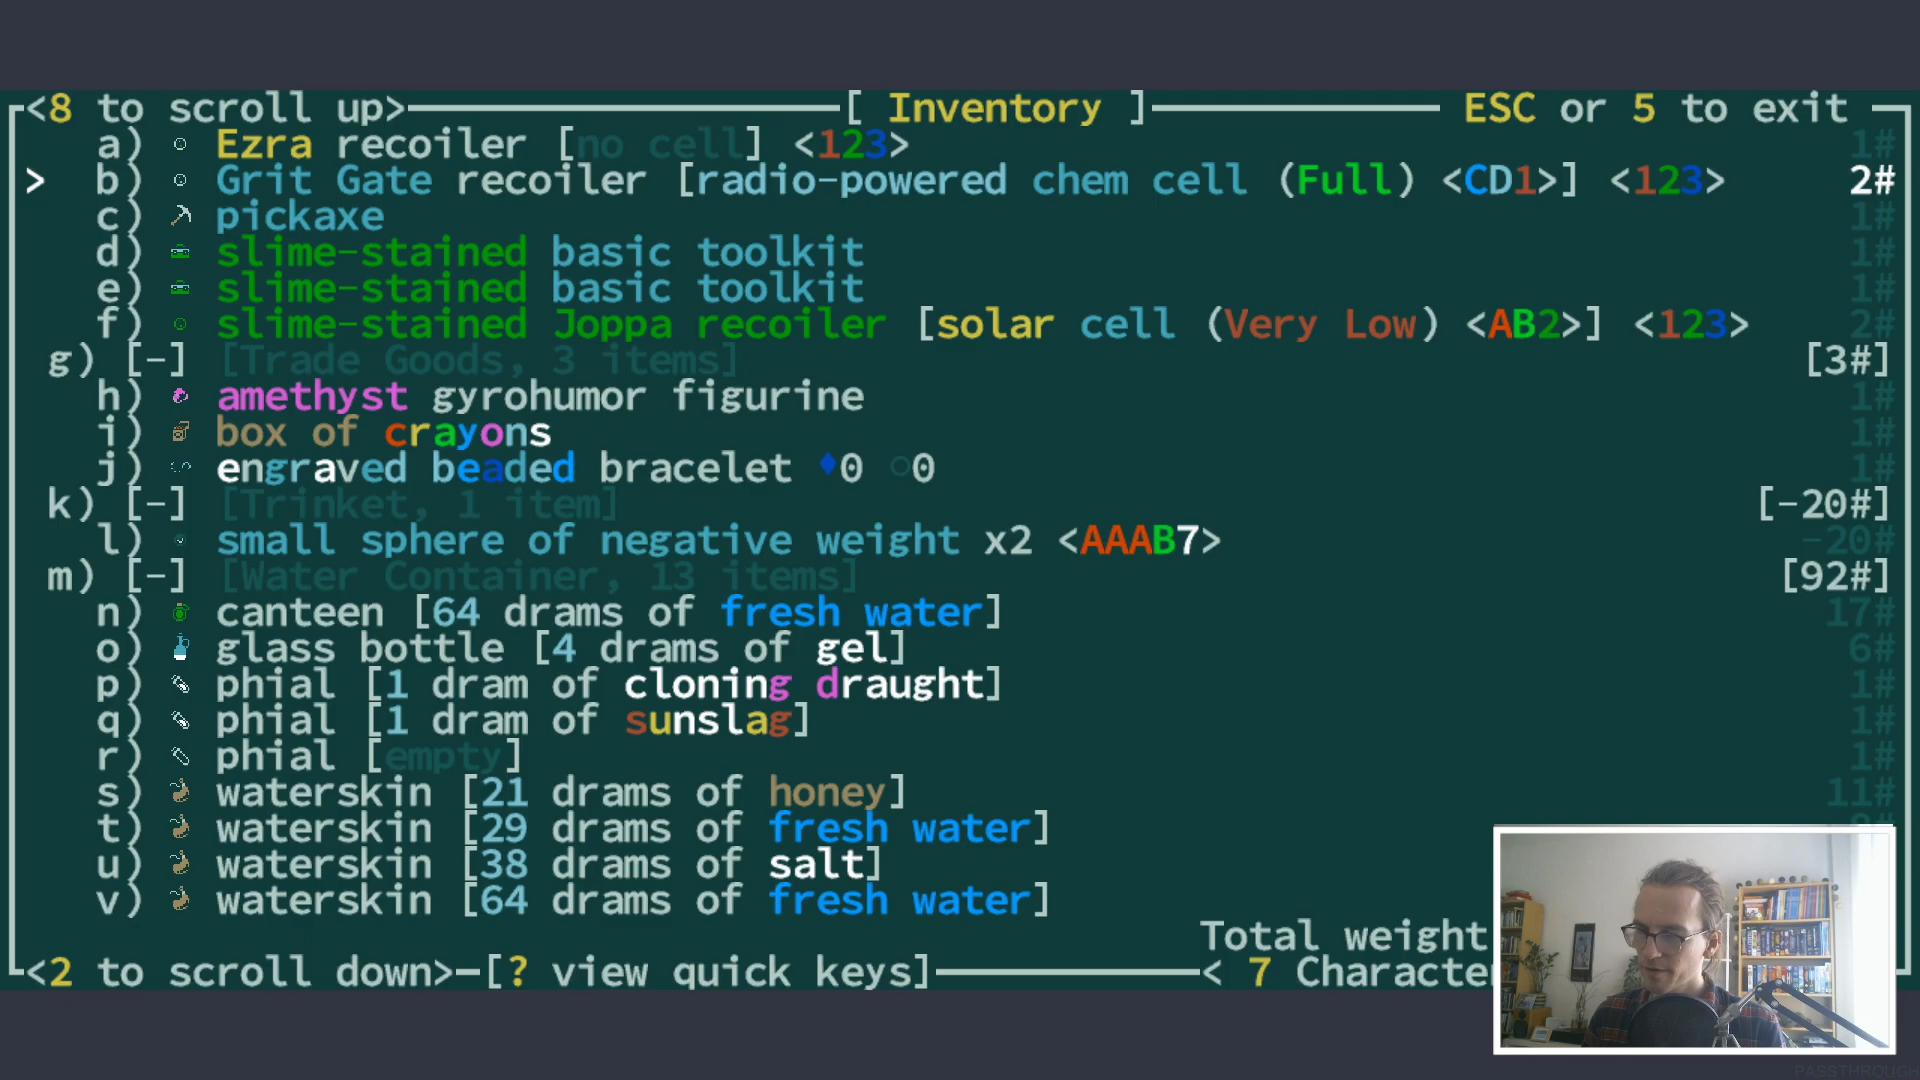 <8 to scroll up> [ Inventory ] ESC or 5 to exit
a) Ezra recoiler [no cell] <123> 1#
> b) Grit Gate recoiler [radio-powered chem cell (Full) <CD1>] <123> 2#
c) pickaxe 1#
d) slime-stained basic toolkit 1#
e) slime-stained basic toolkit 1#
f) slime-stained Joppa recoiler [solar cell (Very Low) <AB2>] <123> 2#
g) [-] [Trade Goods, 3 items] [3#]
h) amethyst gyrohumor figurine 1#
i) box of crayons 1#
j) engraved beaded bracelet ♦0 ○0 1#
k) [-] [Trinket, 1 item] [-20#]
l) small sphere of negative weight x2 <AAAB7> -20#
m) [-] [Water Container, 13 items] [92#]
n) canteen [64 drams of fresh water] 17#
o) glass bottle [4 drams of gel] 6#
p) phial [1 dram of cloning draught] 1#
q) phial [1 dram of sunslag] 1#
r) phial [empty] 1#
s) waterskin [21 drams of honey] 11#
t) waterskin [29 drams of fresh water]
u) waterskin [38 drams of salt]
v) waterskin [64 drams of fresh water]
Total weight
<2 to scroll down> [? view quick keys] < 7 Characte
PASSTHROUGH